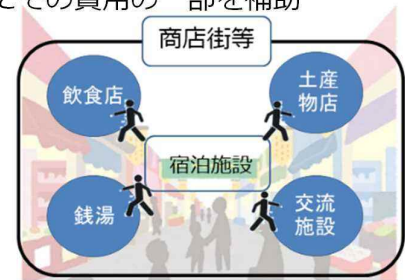 とその費用の一部を補助
商店街等
飲食店
土産
物店
宿泊施設
銭湯
交流
施設